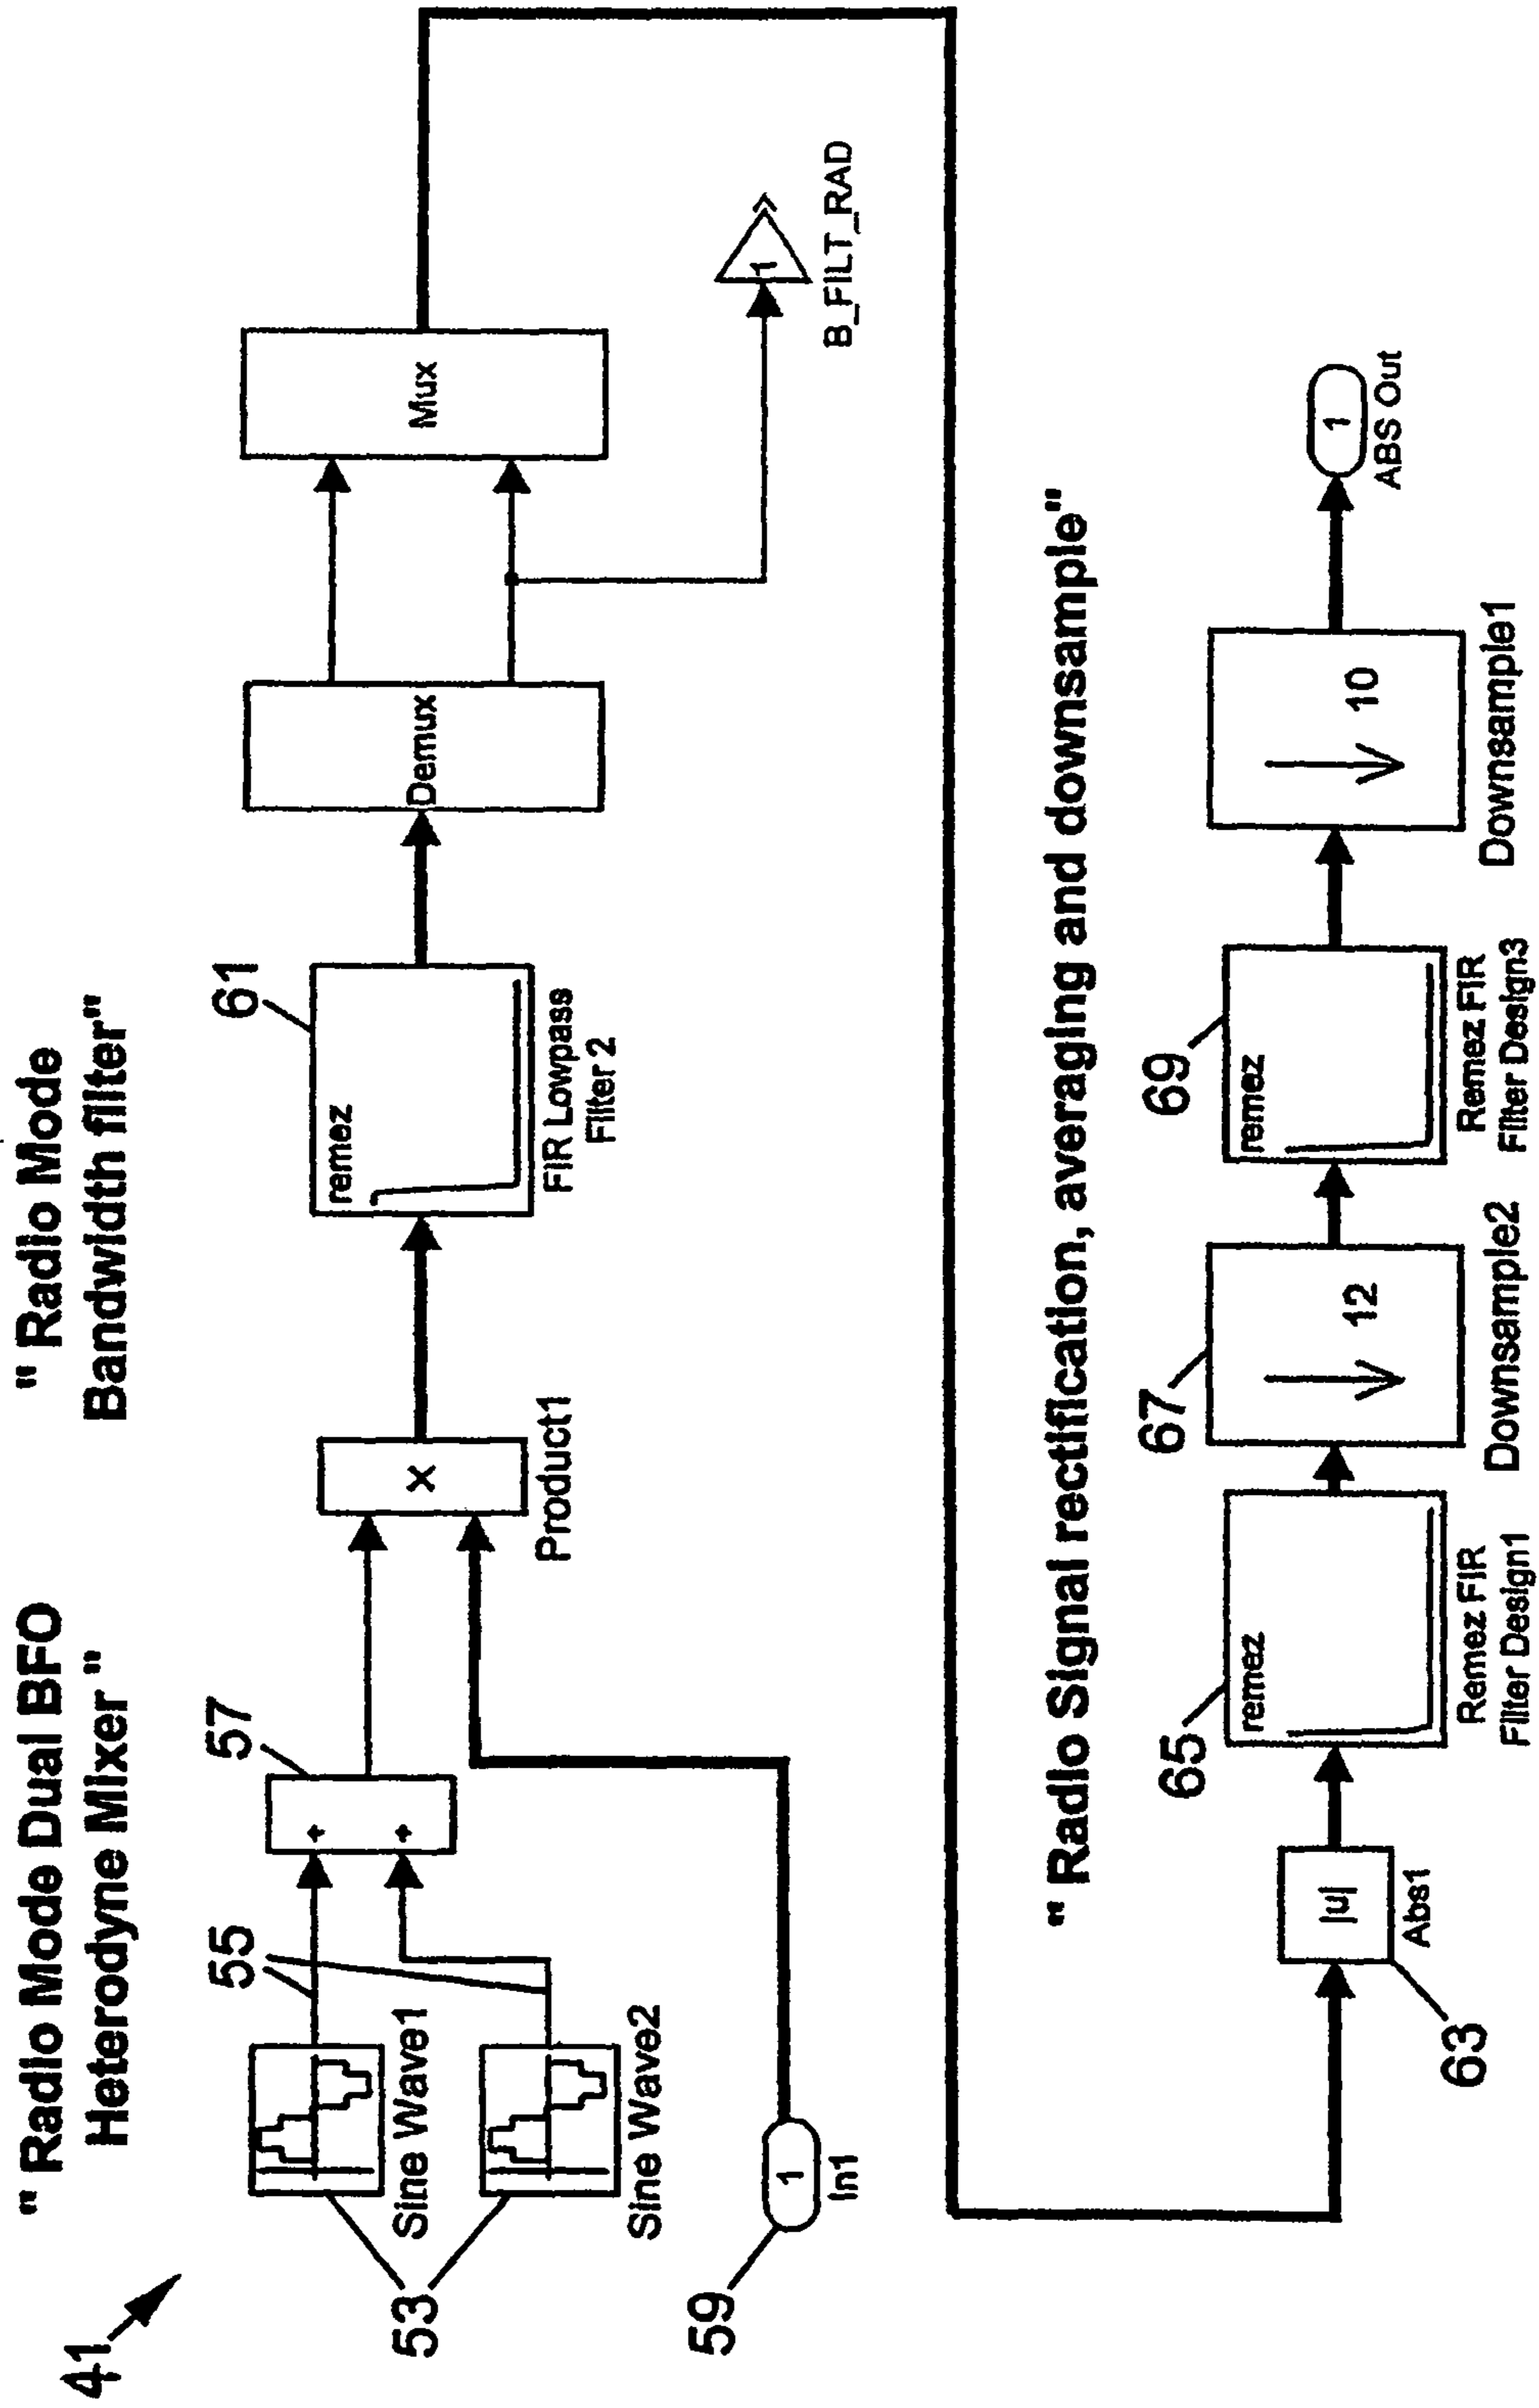 41
" Radio Mode Dual BFO
Heterodyne Mixer "
" Radio Mode
Bandwidth filter"
53
55
57
+
+
Sine Wave1
Sine Wave2
59
1
In1
X
Product1
61
remez
FIR Lowpass
Filter 2
Demux
Mux
1
B_FILT_RAD
" Radio Signal rectification, averaging and downsample"
63
|u|
Abs1
65
remez
Remez FIR
Filter Design1
67
12
Downsample2
69
remez
Remez FIR
Filter Design3
10
Downsample1
1
ABS Out